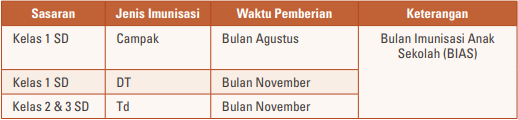 Sasaran Jenis Imunisasi Waktu Pemberian Keterangan
Kelas 1 SD Campak Bulan Agustus Bulan Imunisasi Anak
Sekolah (BIAS)
Kelas 1 SD DT Bulan November
Kelas 2 & 3 SD Td Bulan November